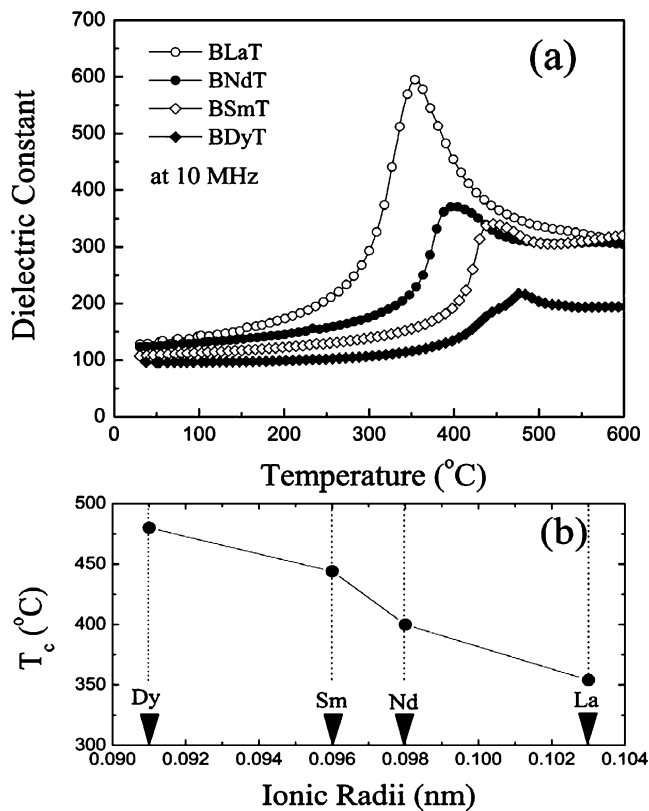 700
600
500
400
300
200
100
0
Dielectric Constant
BLaT
BNdT
BSmT
BDyT
at 10 MHz
(a)
0 100 200 300 400 500 600
Temperature (°C)
500
450
400
350
300
T_c (°C)
(b)
Dy Sm Nd La
0.090 0.092 0.094 0.096 0.098 0.100 0.102 0.104
Ionic Radii (nm)